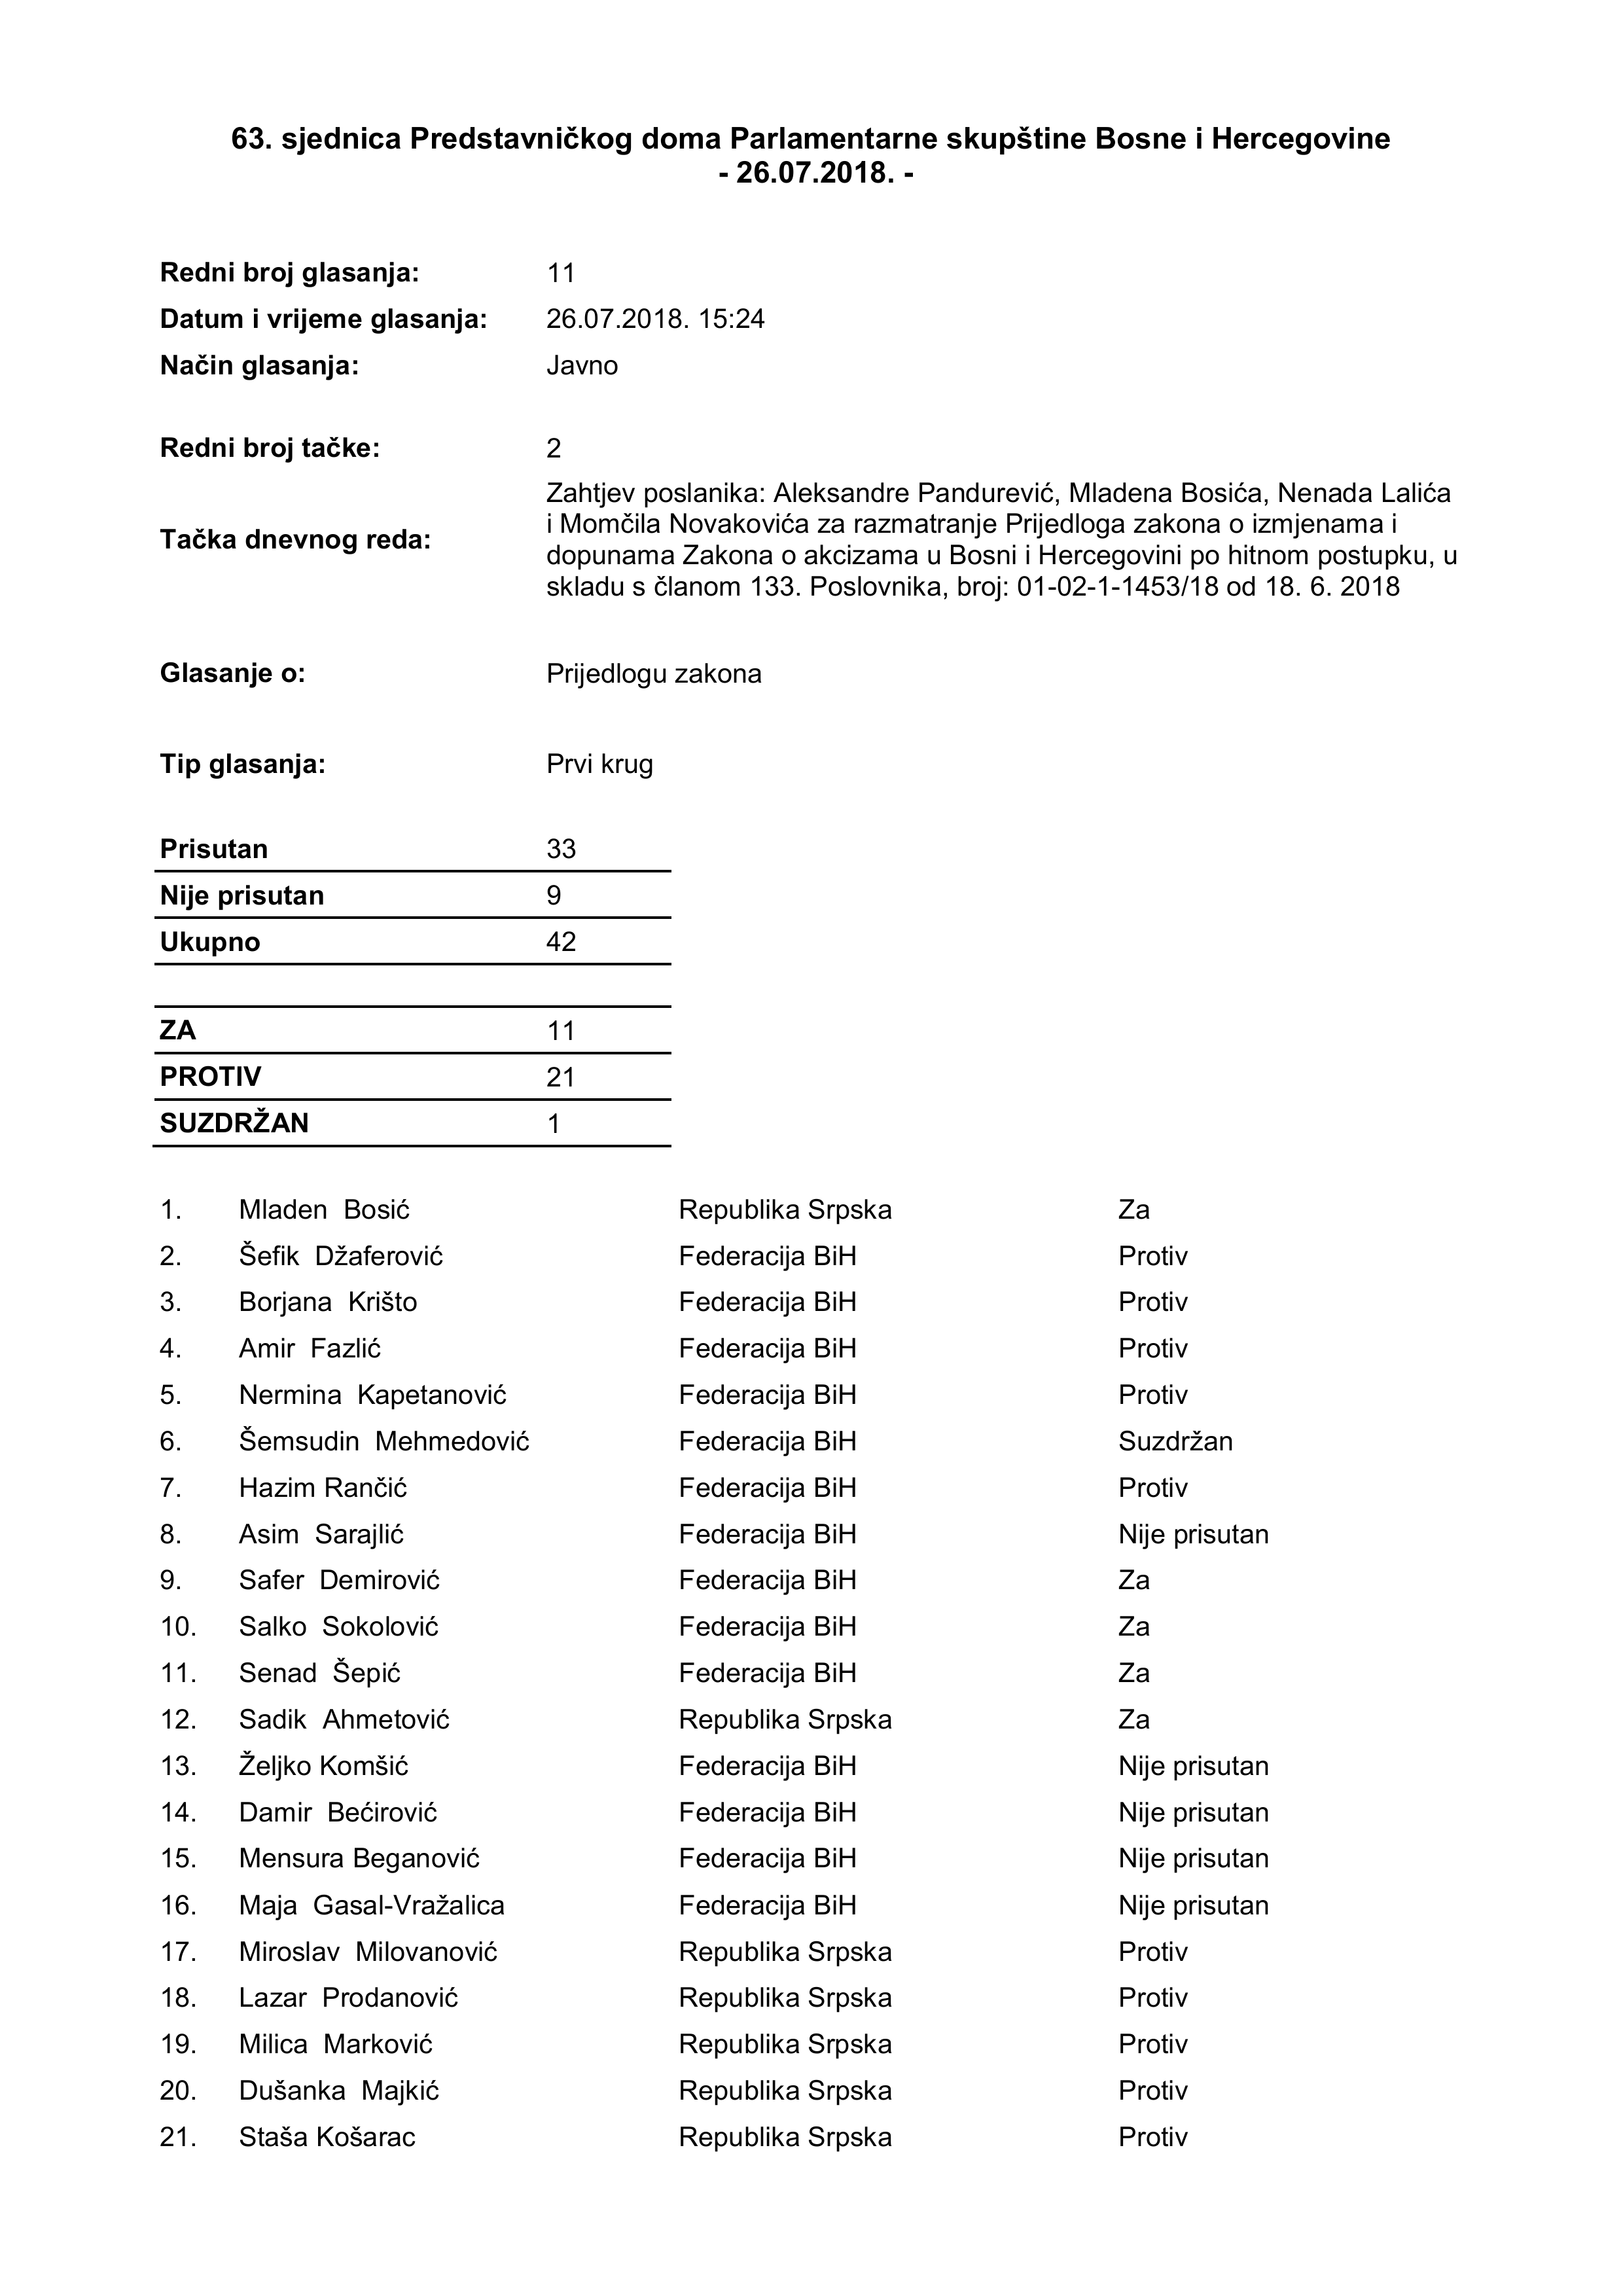 63. sjednica Predstavničkog doma Parlamentarne skupštine Bosne i Hercegovine
- 26.07.2018. -
Redni broj glasanja: 11
Datum i vrijeme glasanja: 26.07.2018. 15:24
Način glasanja: Javno
Redni broj tačke: 2
Tačka dnevnog reda:
Zahtjev poslanika: Aleksandre Pandurević, Mladena Bosića, Nenada Lalića
i Momčila Novakovića za razmatranje Prijedloga zakona o izmjenama i
dopunama Zakona o akcizama u Bosni i Hercegovini po hitnom postupku, u
skladu s članom 133. Poslovnika, broj: 01-02-1-1453/18 od 18. 6. 2018
Glasanje o: Prijedlogu zakona
Tip glasanja: Prvi krug
Prisutan 33
Nije prisutan 9
Ukupno 42
ZA 11
PROTIV 21
SUZDRŽAN 1
1. Mladen Bosić Republika Srpska Za
2. Šefik Džaferović Federacija BiH Protiv
3. Borjana Krišto Federacija BiH Protiv
4. Amir Fazlić Federacija BiH Protiv
5. Nermina Kapetanović Federacija BiH Protiv
6. Šemsudin Mehmedović Federacija BiH Suzdržan
7. Hazim Rančić Federacija BiH Protiv
8. Asim Sarajlić Federacija BiH Nije prisutan
9. Safer Demirović Federacija BiH Za
10. Salko Sokolović Federacija BiH Za
11. Senad Šepić Federacija BiH Za
12. Sadik Ahmetović Republika Srpska Za
13. Željko Komšić Federacija BiH Nije prisutan
14. Damir Bećirović Federacija BiH Nije prisutan
15. Mensura Beganović Federacija BiH Nije prisutan
16. Maja Gasal-Vražalica Federacija BiH Nije prisutan
17. Miroslav Milovanović Republika Srpska Protiv
18. Lazar Prodanović Republika Srpska Protiv
19. Milica Marković Republika Srpska Protiv
20. Dušanka Majkić Republika Srpska Protiv
21. Staša Košarac Republika Srpska Protiv